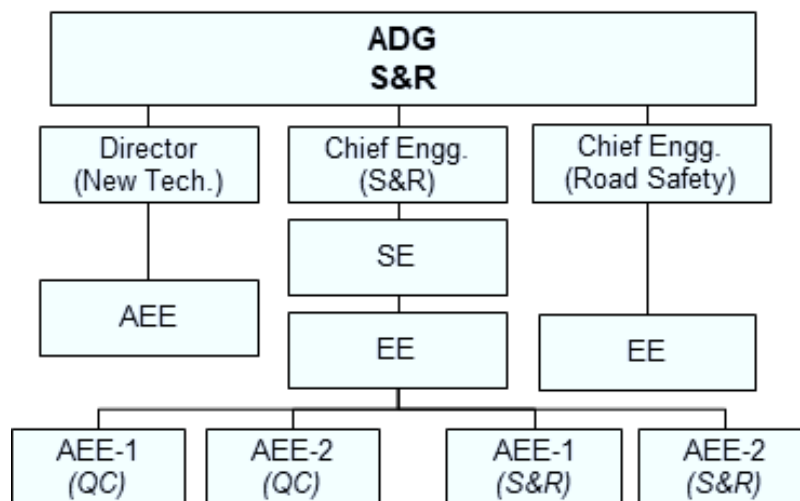 ADG
S&R
Director
(New Tech.)
Chief Engg.
(S&R)
Chief Engg.
(Road Safety)
SE
AEE
EE
EE
AEE-1
(QC)
AEE-2
(QC)
AEE-1
(S&R)
AEE-2
(S&R)